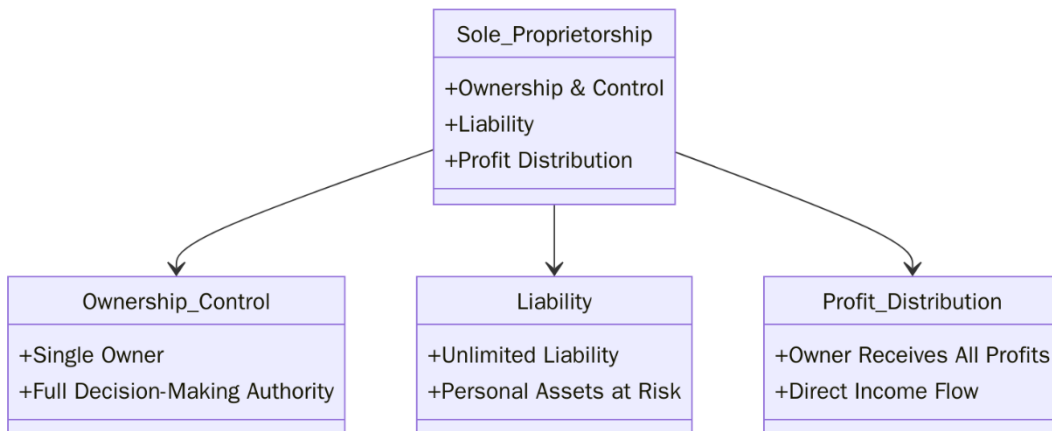 Sole_Proprietorship
+Ownership & Control
+Liability
+Profit Distribution
Ownership_Control
+Single Owner
+Full Decision-Making Authority
Liability
+Unlimited Liability
+Personal Assets at Risk
Profit_Distribution
+Owner Receives All Profits
+Direct Income Flow